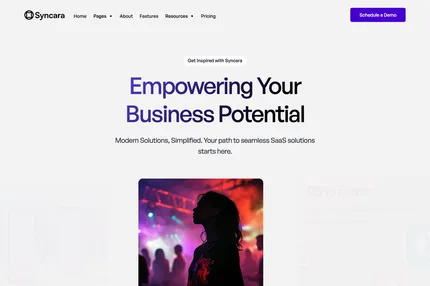 Syncara
Home Pages About Features Resources Pricing
Schedule a Demo
Get Inspired with Syncara
Empowering Your
Business Potential
Modern Solutions, Simplified. Your path to seamless SaaS solutions
starts here.